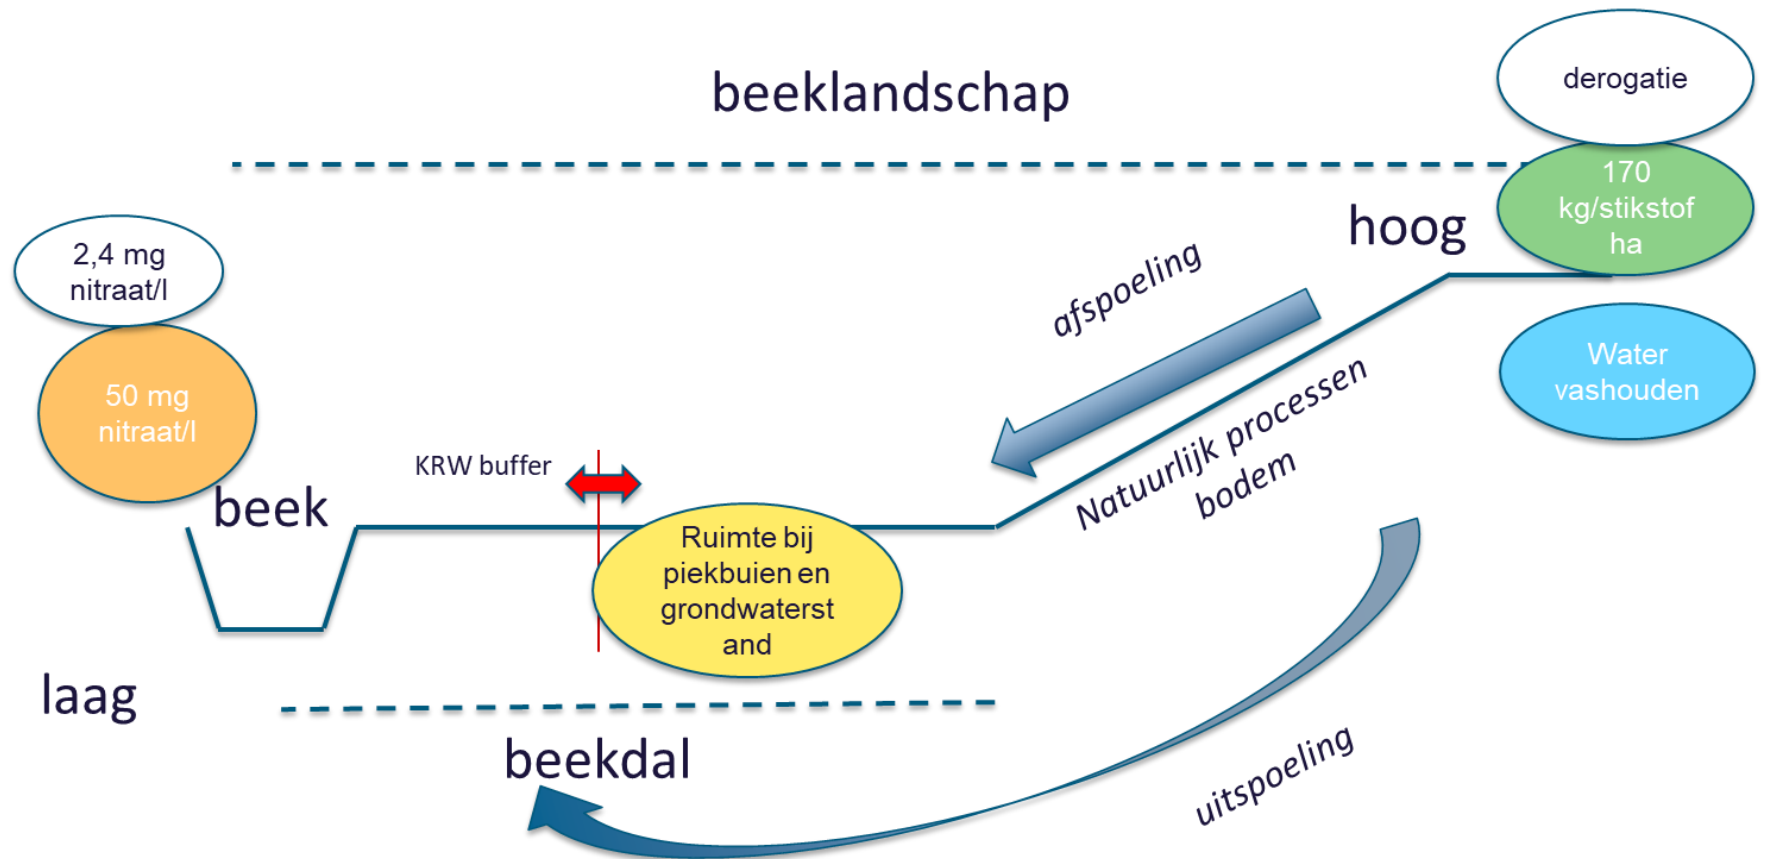 beeklandschap
derogatie
170
kg/stikstof
ha
hoog
2,4 mg
nitraat/l
50 mg
nitraat/l
afspoeling
Water
vashouden
Natuurlijk processen
bodem
KRW buffer
beek
Ruimte bij
piekbuien en
grondwaterst
and
laag
beekdal
uitspoeling